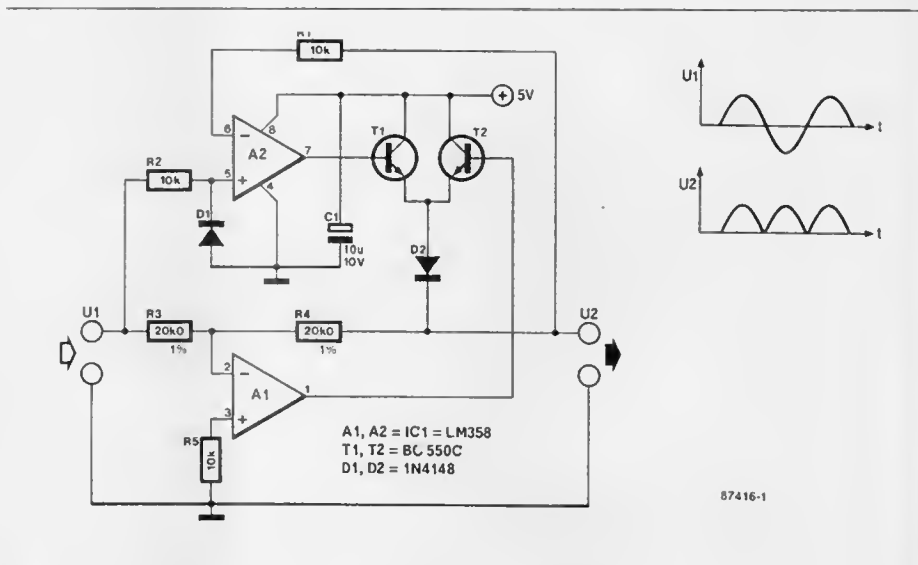 R1
10k
U1
t
5V
8
6
A2
7
T1
T2
R2
10k
5
4
D1
C1
10u
10V
D2
U2
t
U1
R3
20k0
1%
R4
20k0
1%
U2
2
A1
1
3
R5
10k
A1, A2 = IC1 = LM358
T1, T2 = BC 550C
D1, D2 = 1N4148
87416-1